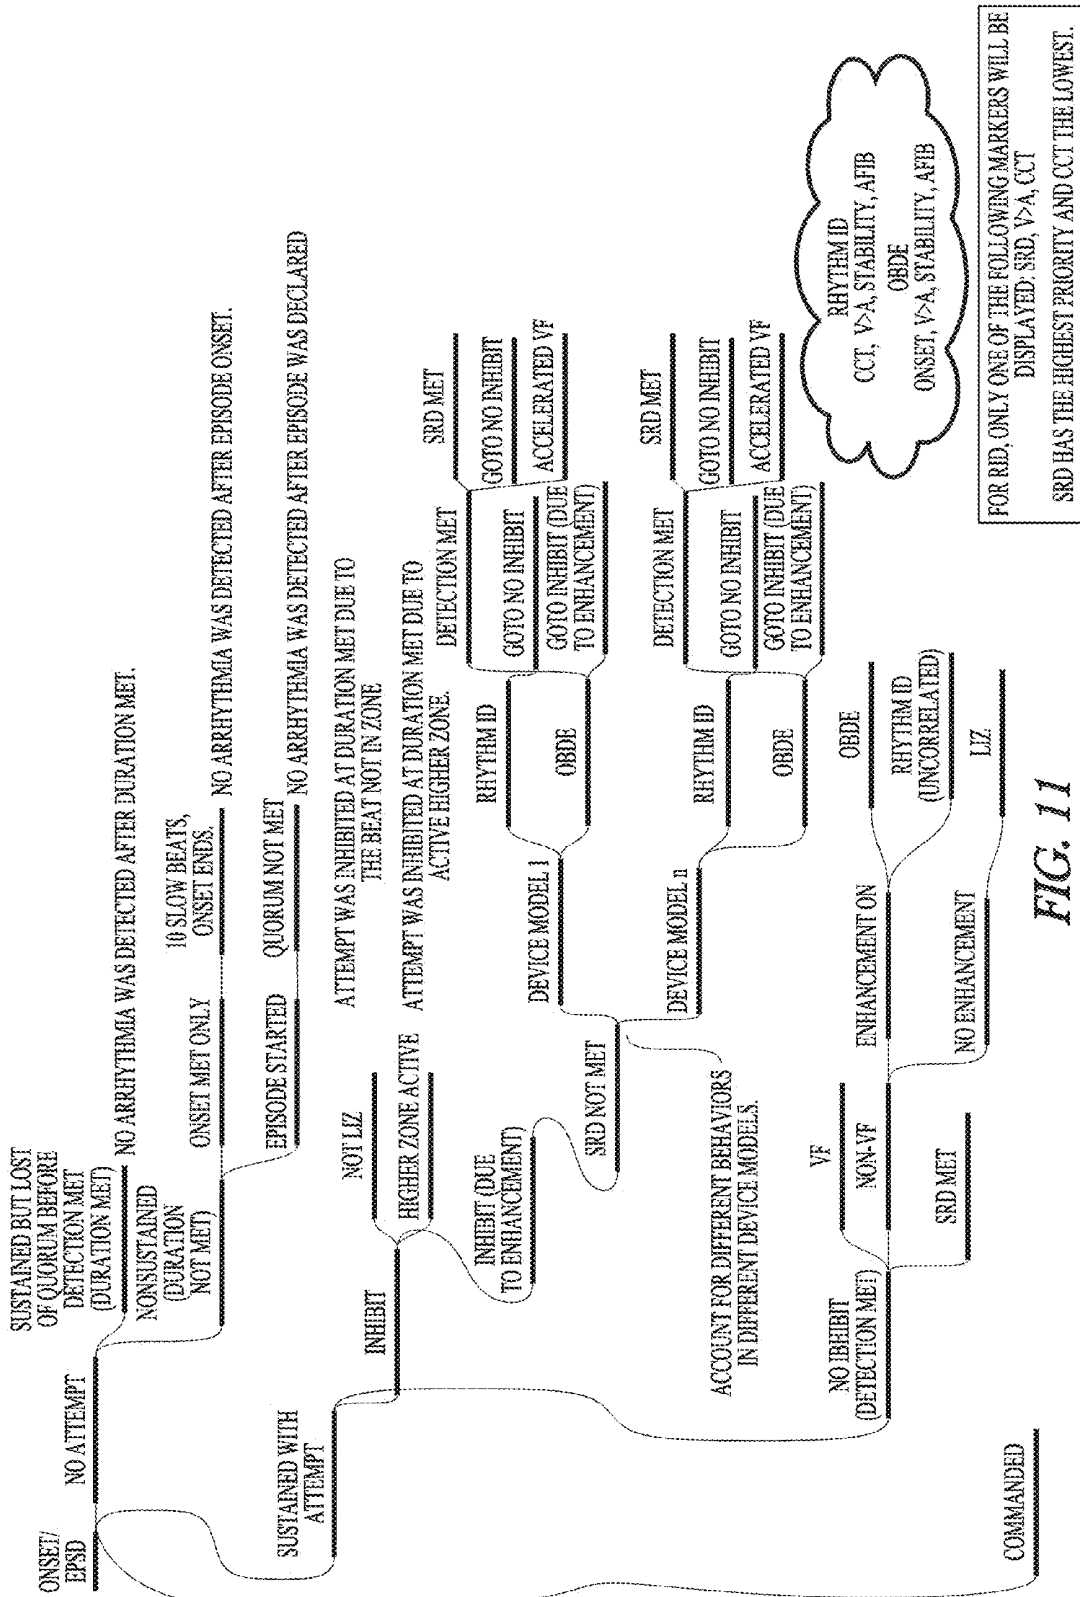 ONSET/
EPSD
NO ATTEMPT
SUSTAINED BUT LOST
OF QUORUM BEFORE
DETECTION MET
(DURATION MET)
NO ARRHYTHMIA WAS DETECTED AFTER DURATION MET.
NONSUSTAINED
(DURATION
NOT MET)
ONSET MET ONLY
10 SLOW BEATS,
ONSET ENDS.
NO ARRHYTHMIA WAS DETECTED AFTER EPISODE ONSET.
EPISODE STARTED
QUORUM NOT MET
NO ARRHYTHMIA WAS DETECTED AFTER EPISODE WAS DECLARED
SUSTAINED WITH
ATTEMPT
INHIBIT
NOT LIZ
ATTEMPT WAS INHIBITED AT DURATION MET DUE TO
THE BEAT NOT IN ZONE
HIGHER ZONE ACTIVE
ATTEMPT WAS INHIBITED AT DURATION MET DUE TO
ACTIVE HIGHER ZONE.
INHIBIT (DUE
TO ENHANCEMENT)
SRD NOT MET
DEVICE MODEL 1
RHYTHM ID
DETECTION MET
SRD MET
GOTO NO INHIBIT
ACCELERATED VF
GOTO NO INHIBIT
OBDE
GOTO INHIBIT (DUE
TO ENHANCEMENT)
DEVICE MODEL n
RHYTHM ID
DETECTION MET
SRD MET
GOTO NO INHIBIT
ACCELERATED VF
GOTO NO INHIBIT
OBDE
GOTO INHIBIT (DUE
TO ENHANCEMENT)
ACCOUNT FOR DIFFERENT BEHAVIORS
IN DIFFERENT DEVICE MODELS.
NO IBHIBIT
(DETECTION MET)
VF
NON-VF
SRD MET
ENHANCEMENT ON
OBDE
RHYTHM ID
(UNCORRELATED)
NO ENHANCEMENT
LIZ
COMMANDED
RHYTHM ID
CCT, V>A, STABILITY, AFIB
OBDE
ONSET, V>A, STABILITY, AFIB
FOR RID, ONLY ONE OF THE FOLLOWING MARKERS WILL BE
DISPLAYED: SRD, V>A, CCT
SRD HAS THE HIGHEST PRIORITY AND CCT THE LOWEST.
FIG. 11